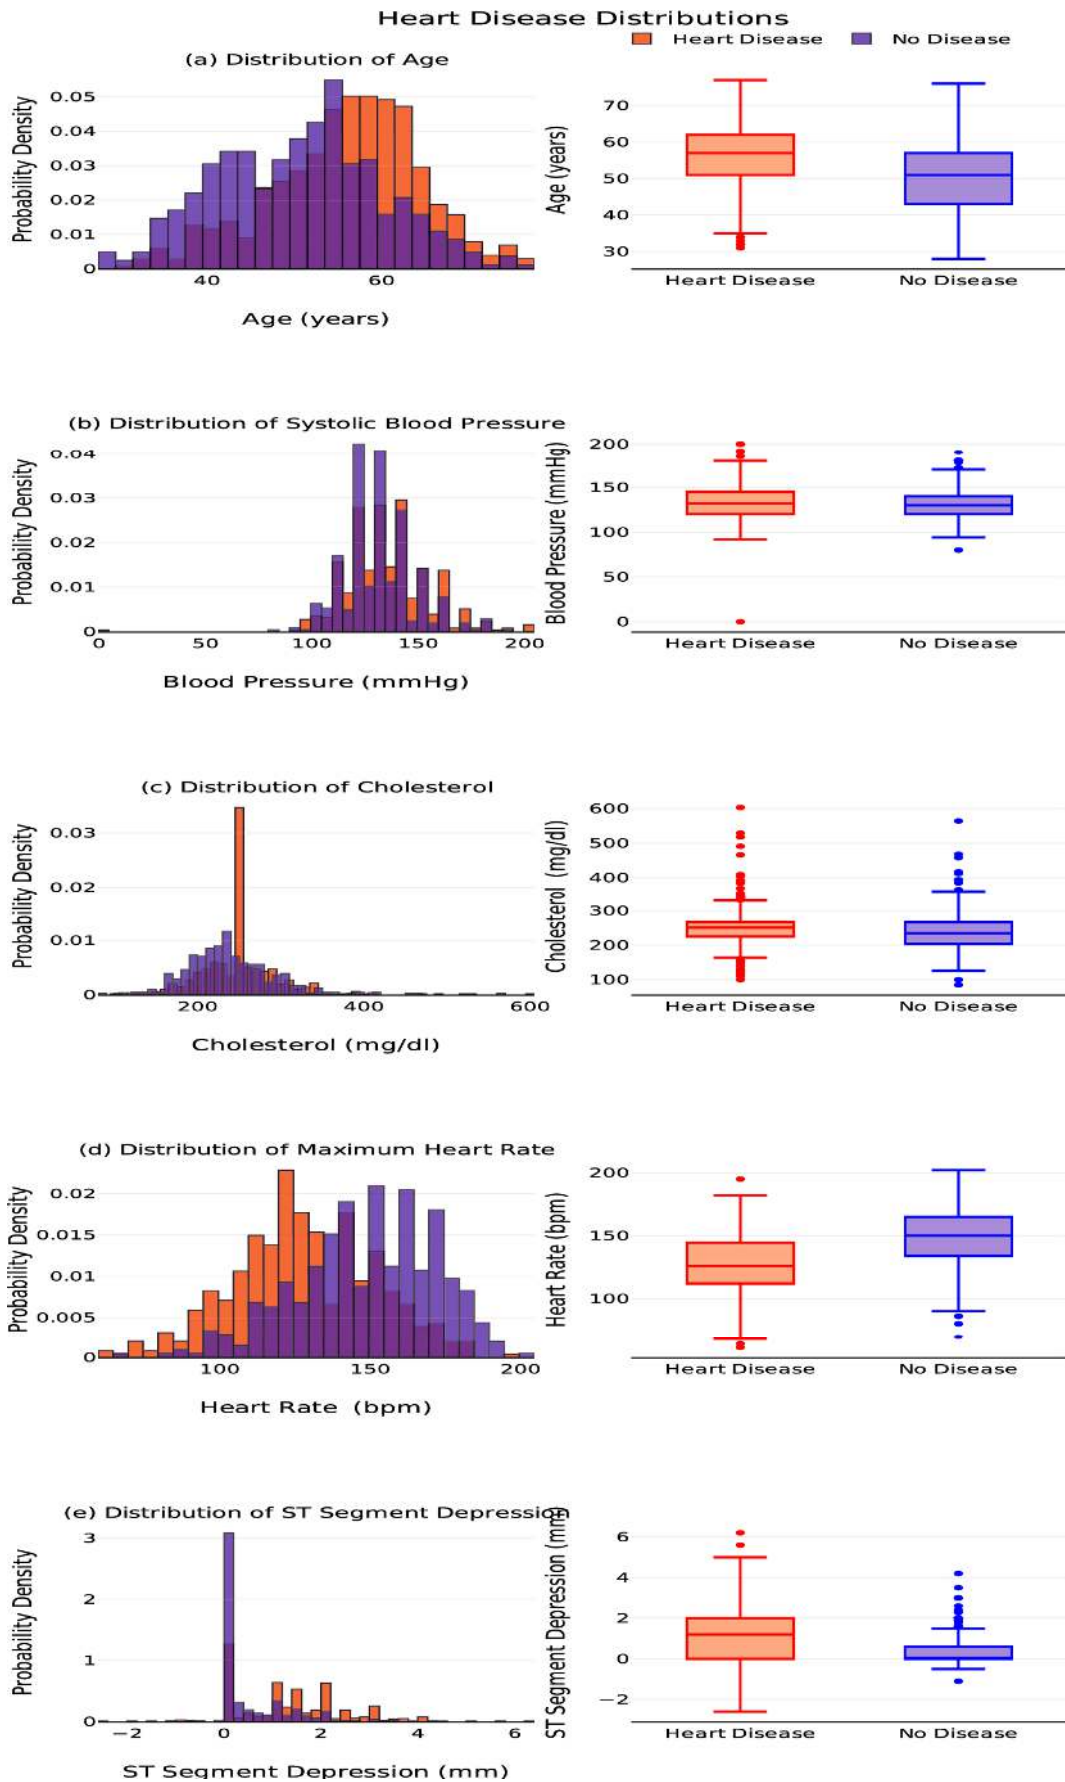 Heart Disease Distributions
Heart Disease No Disease
(a) Distribution of Age
Probability Density
0.05
0.04
0.03
0.02
0.01
0
40 60
Age (years)
Age (years)
70
60
50
40
30
Heart Disease No Disease
(b) Distribution of Systolic Blood Pressure
Probability Density
0.04
0.03
0.02
0.01
0
0 50 100 150 200
Blood Pressure (mmHg)
Blood Pressure (mmHg)
200
150
100
50
0
Heart Disease No Disease
(c) Distribution of Cholesterol
Probability Density
0.03
0.02
0.01
0
200 400 600
Cholesterol (mg/dl)
Cholesterol (mg/dl)
600
500
400
300
200
100
Heart Disease No Disease
(d) Distribution of Maximum Heart Rate
Probability Density
0.02
0.015
0.01
0.005
0
100 150 200
Heart Rate (bpm)
Heart Rate (bpm)
200
150
100
Heart Disease No Disease
(e) Distribution of ST Segment Depression
Probability Density
3
2
1
0
−2 0 2 4 6
ST Segment Depression (mm)
ST Segment Depression (mm)
6
4
2
0
−2
Heart Disease No Disease